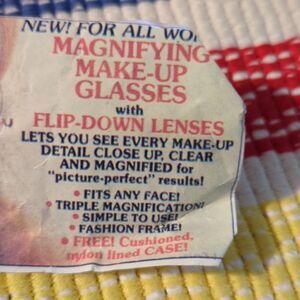 NEW! FOR ALL
MAGNIFYING
MAKE-UP
GLASSES
with
FLIP-DOWN LENSES
LETS YOU SEE EVERY MAKE-UP
DETAIL CLOSE UP, CLEAR
AND MAGNIFIED for
"picture-perfect" results!
• FITS ANY FACE!
• TRIPLE MAGNIFICATION!
• SIMPLE TO USE!
• FASHION FRAME!
• FREE! Cushioned,
nylon lined CASE!